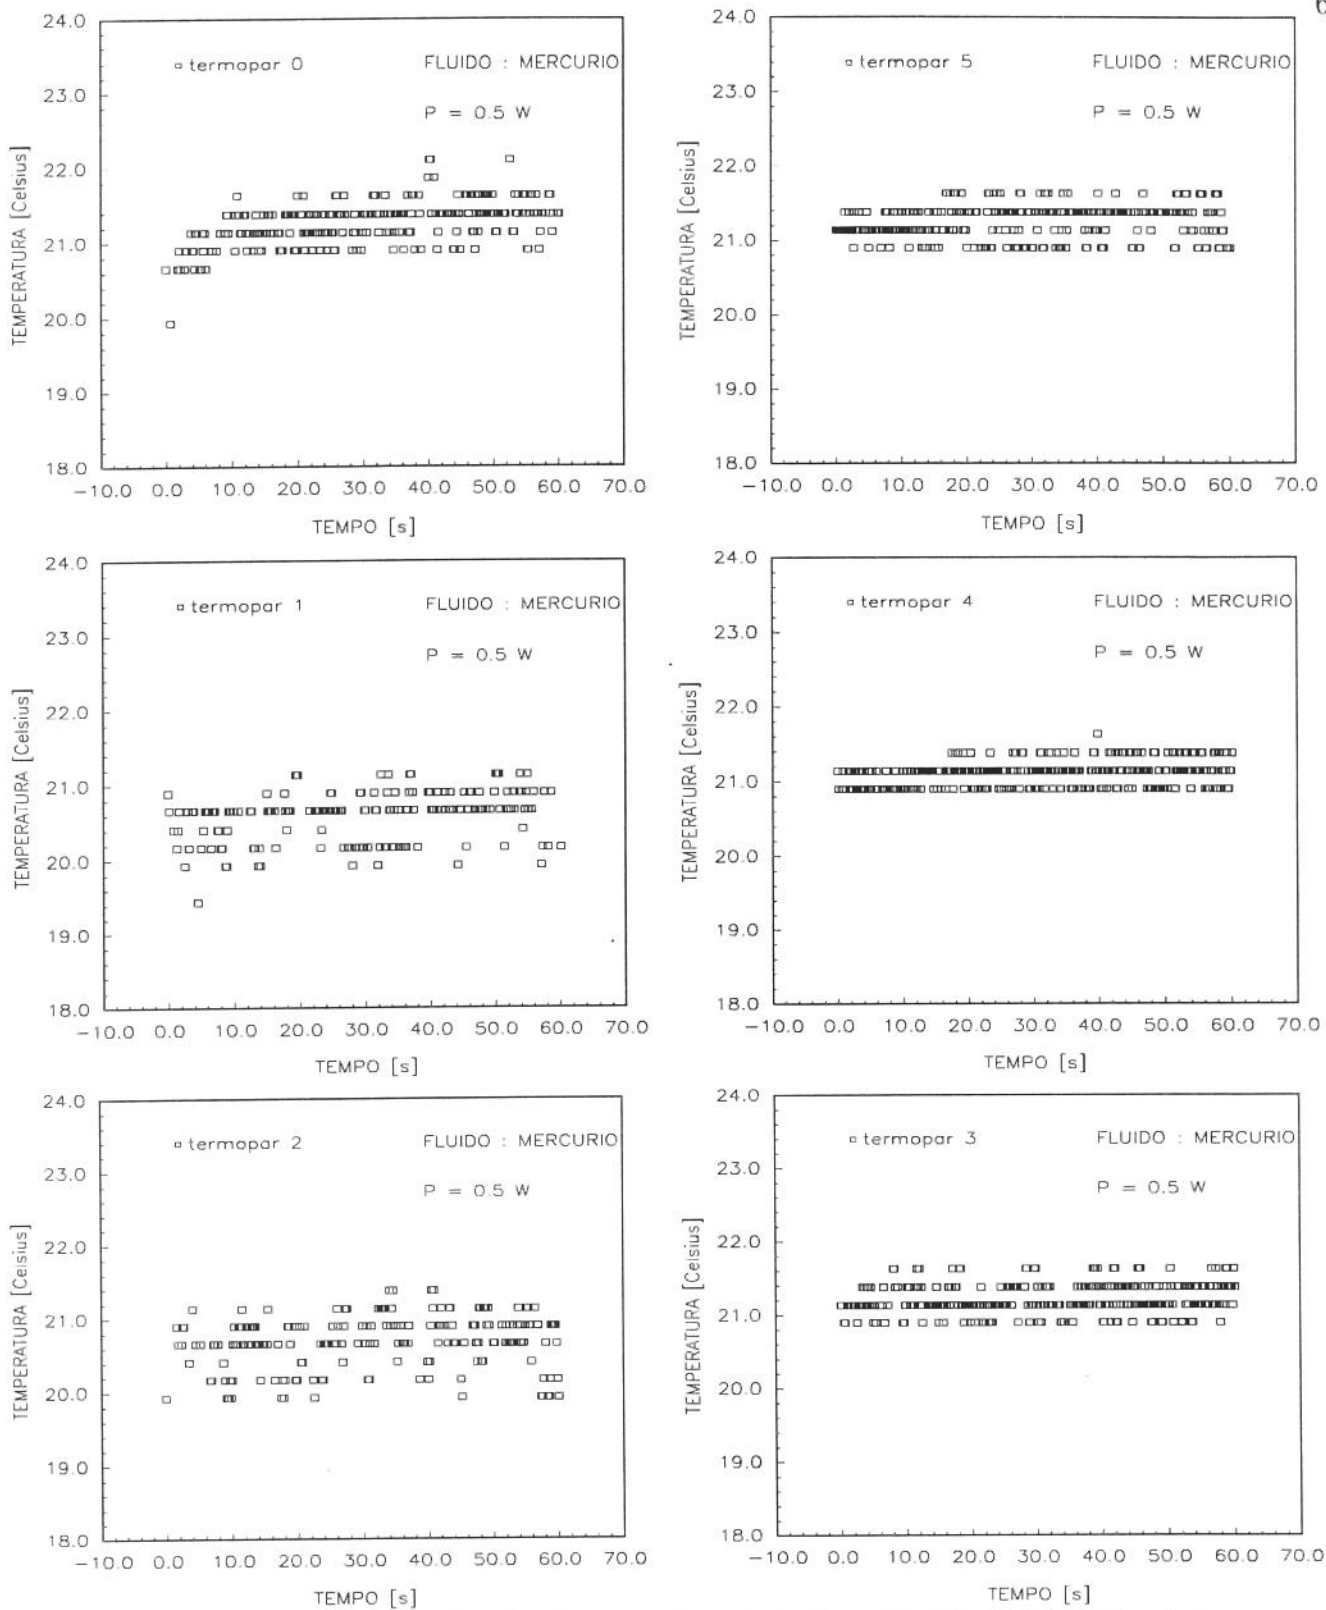 6
24.0
termopar 0 FLUIDO : MERCURIO
23.0
P = 0.5 W
22.0
21.0
20.0
19.0
18.0
TEMPERATURA [Celsius]
−10.0 0.0 10.0 20.0 30.0 40.0 50.0 60.0 70.0
TEMPO [s]
24.0
termopar 5 FLUIDO : MERCURIO
23.0
P = 0.5 W
22.0
21.0
20.0
19.0
18.0
TEMPERATURA [Celsius]
−10.0 0.0 10.0 20.0 30.0 40.0 50.0 60.0 70.0
TEMPO [s]
24.0
termopar 1 FLUIDO : MERCURIO
23.0
P = 0.5 W
22.0
21.0
20.0
19.0
18.0
TEMPERATURA [Celsius]
−10.0 0.0 10.0 20.0 30.0 40.0 50.0 60.0 70.0
TEMPO [s]
24.0
termopar 4 FLUIDO : MERCURIO
23.0
P = 0.5 W
22.0
21.0
20.0
19.0
18.0
TEMPERATURA [Celsius]
−10.0 0.0 10.0 20.0 30.0 40.0 50.0 60.0 70.0
TEMPO [s]
24.0
termopar 2 FLUIDO : MERCURIO
23.0
P = 0.5 W
22.0
21.0
20.0
19.0
18.0
TEMPERATURA [Celsius]
−10.0 0.0 10.0 20.0 30.0 40.0 50.0 60.0 70.0
TEMPO [s]
24.0
termopar 3 FLUIDO : MERCURIO
23.0
P = 0.5 W
22.0
21.0
20.0
19.0
18.0
TEMPERATURA [Celsius]
−10.0 0.0 10.0 20.0 30.0 40.0 50.0 60.0 70.0
TEMPO [s]